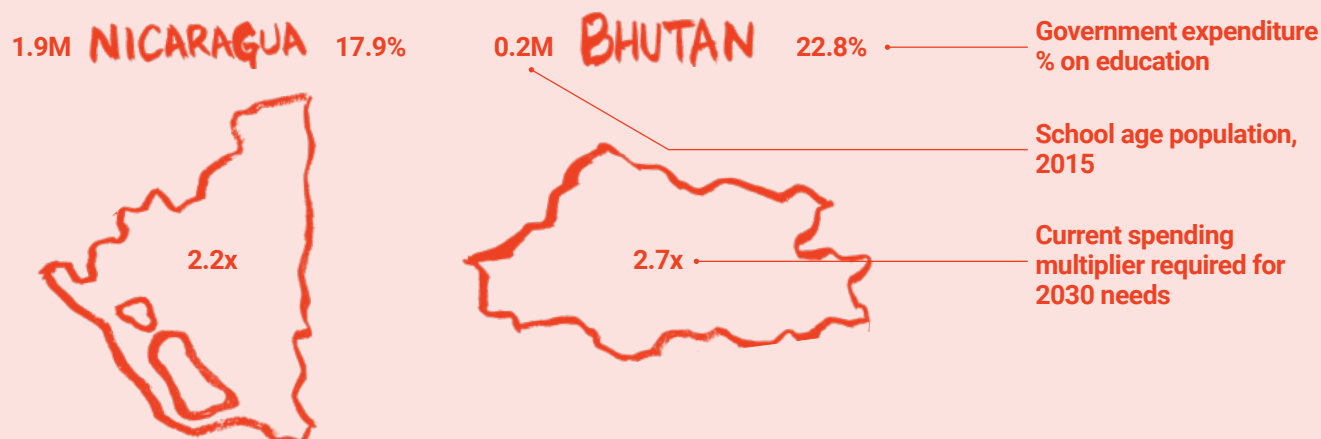 1.9M NICARAGUA 17.9%
0.2M BHUTAN 22.8%
Government expenditure
% on education
School age population,
2015
2.2x
2.7x
Current spending
multiplier required for
2030 needs